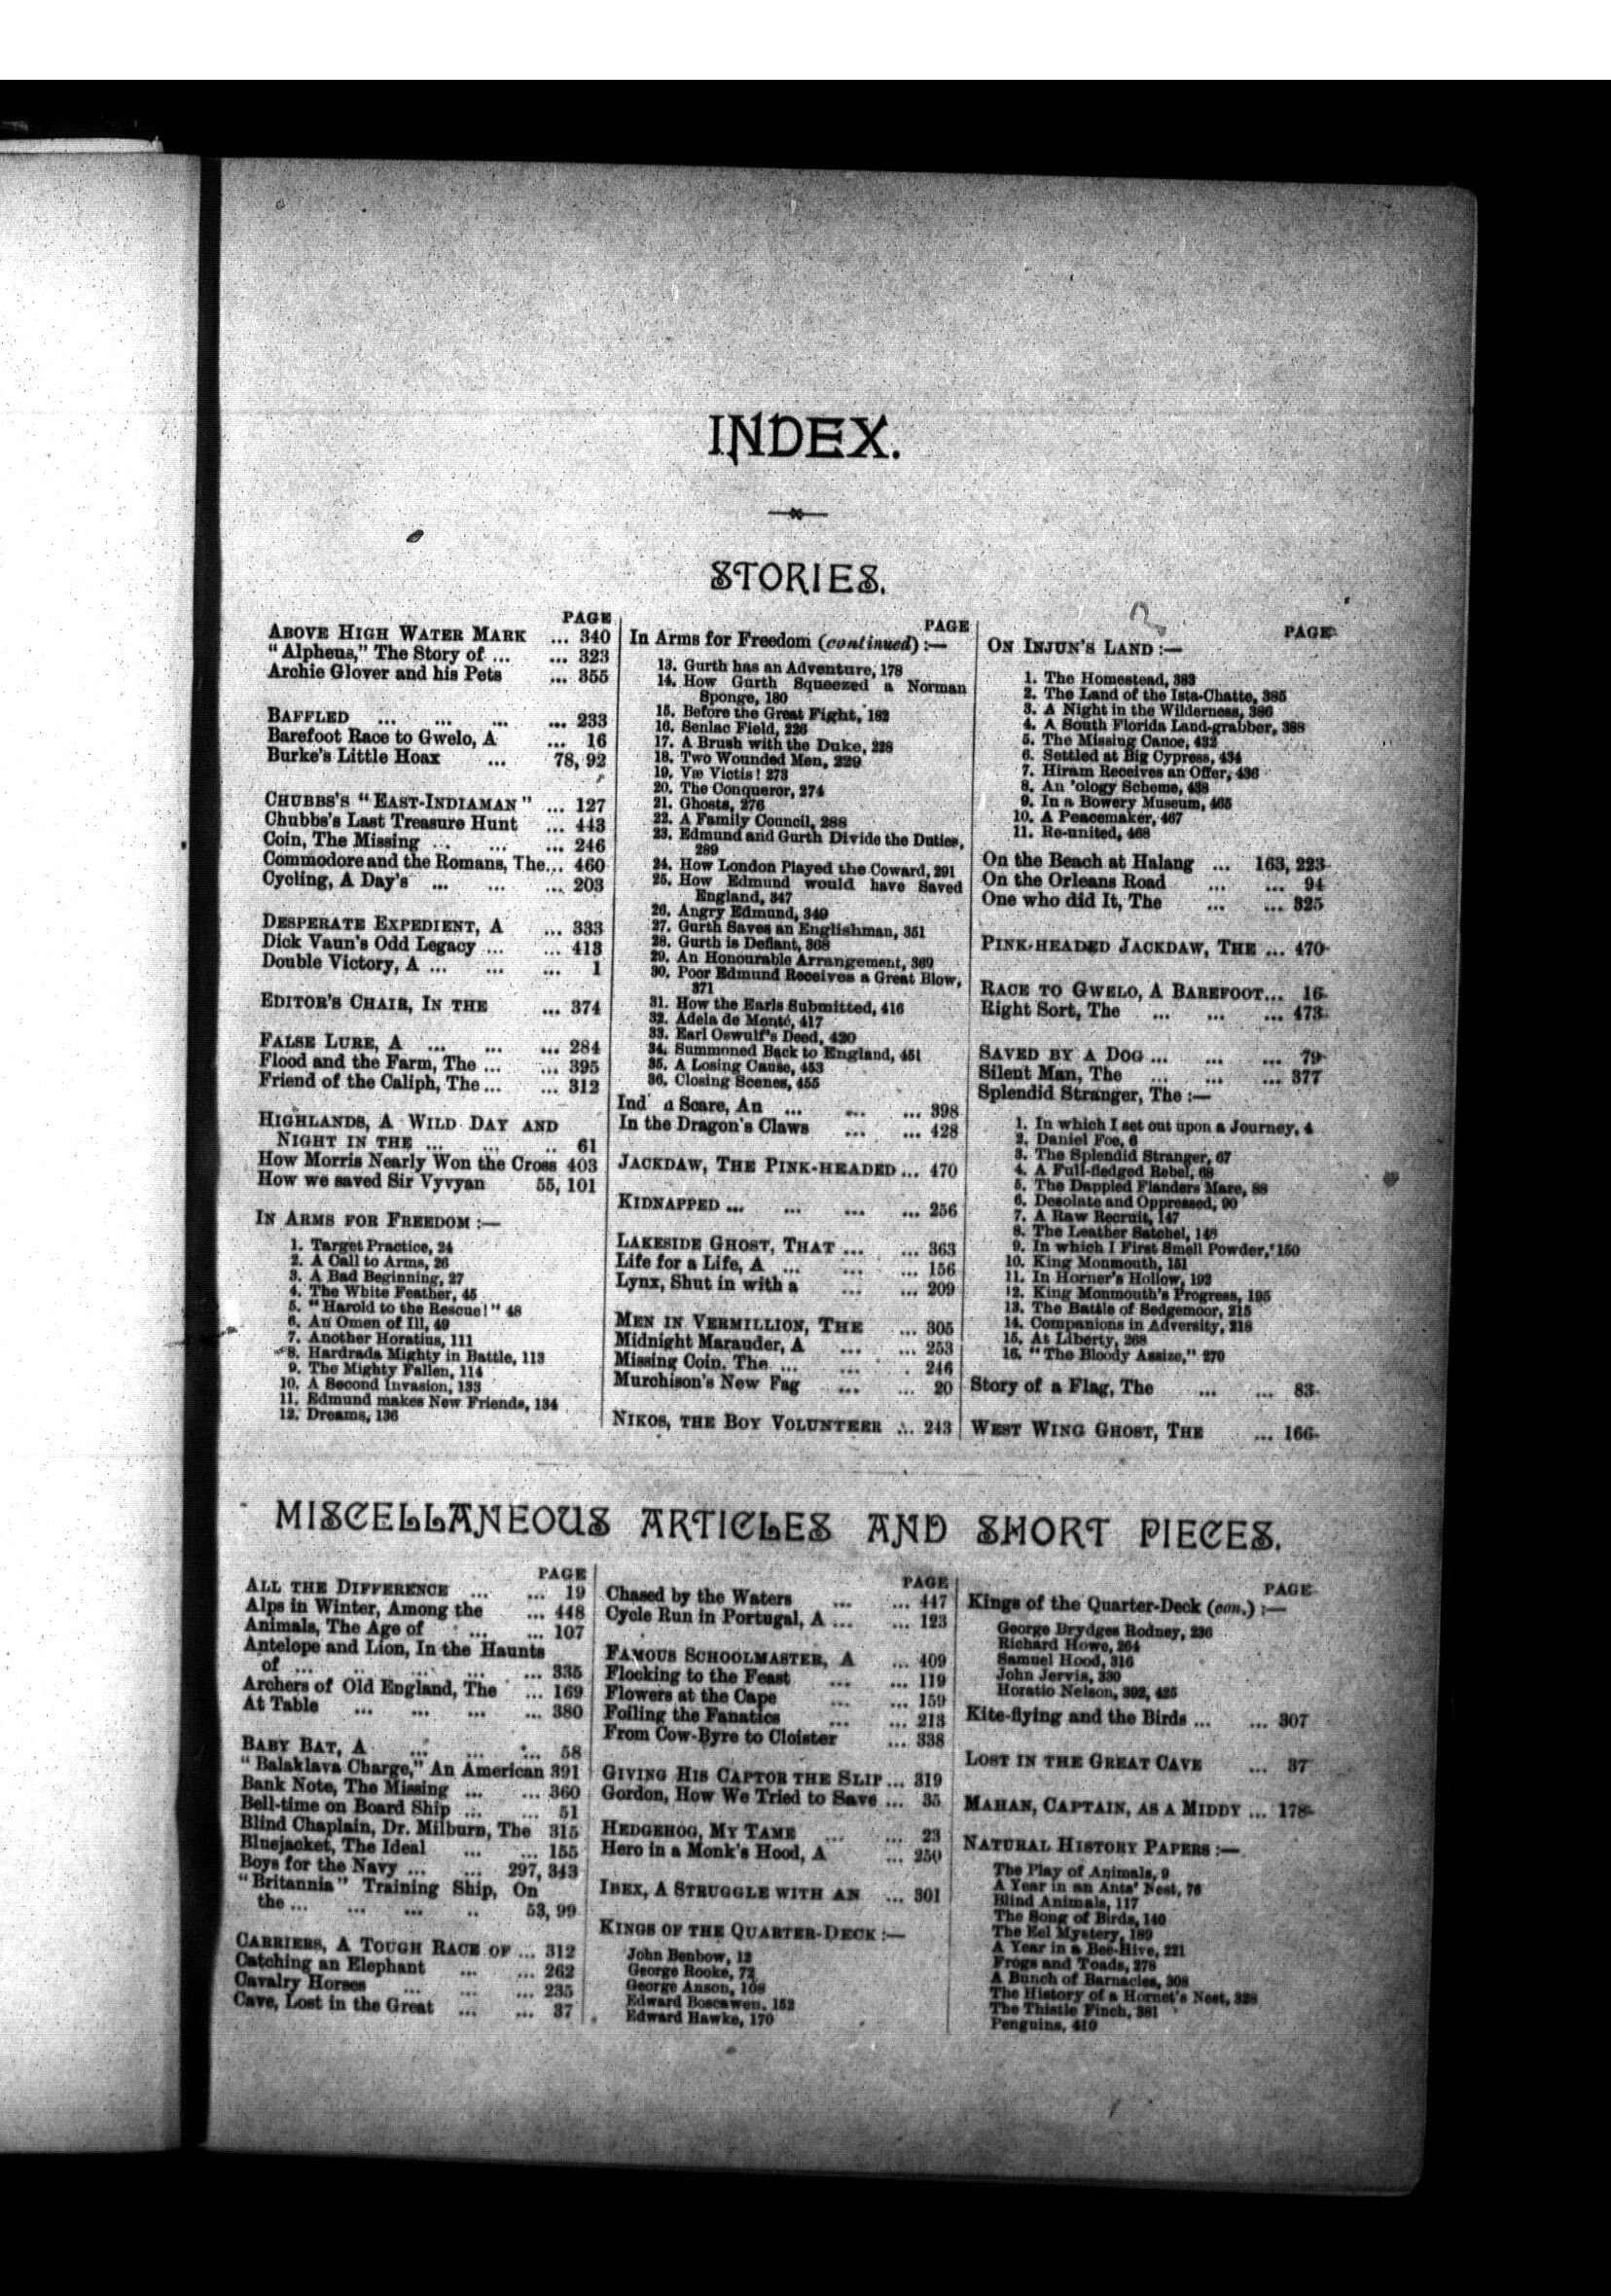 INDEX.
STORIES.
PAGE
ABOVE HIGH WATER MARK ... 340
"Alpheus," The Story of ... ... 323
Archie Glover and his Pets ... 355
BAFFLED ... ... ... ... 233
Barefoot Race to Gwelo, A ... 16
Burke's Little Hoax ... 78, 92
CHUBBS'S "EAST-INDIAMAN" ... 127
Chubbs's Last Treasure Hunt ... 443
Coin, The Missing ... ... ... 246
Commodore and the Romans, The... 460
Cycling, A Day's ... ... ... 203
DESPERATE EXPEDIENT, A ... 333
Dick Vaun's Odd Legacy ... ... 413
Double Victory, A ... ... ... 1
EDITOR'S CHAIR, IN THE ... 374
FALSE LURE, A ... ... ... 284
Flood and the Farm, The ... ... 395
Friend of the Caliph, The ... ... 312
HIGHLANDS, A WILD DAY AND
NIGHT IN THE ... ... .. 61
How Morris Nearly Won the Cross 403
How we saved Sir Vyvyan 55, 101
IN ARMS FOR FREEDOM :—
1. Target Practice, 24
2. A Call to Arms, 26
3. A Bad Beginning, 27
4. The White Feather, 45
5. "Harold to the Rescue!" 48
6. An Omen of Ill, 49
7. Another Horatius, 111
8. Hardrada Mighty in Battle, 113
9. The Mighty Fallen, 114
10. A Second Invasion, 133
11. Edmund makes New Friends, 134
12. Dreams, 136
PAGE
In Arms for Freedom (continued) :—
13. Gurth has an Adventure, 178
14. How Gurth Squeezed a Norman
Sponge, 180
15. Before the Great Fight, 182
16. Senlac Field, 226
17. A Brush with the Duke, 228
18. Two Wounded Men, 229
19. Væ Victis! 273
20. The Conqueror, 274
21. Ghosts, 276
22. A Family Council, 288
23. Edmund and Gurth Divide the Duties,
289
24. How London Played the Coward, 291
25. How Edmund would have Saved
England, 347
26. Angry Edmund, 349
27. Gurth Saves an Englishman, 351
28. Gurth is Defiant, 368
29. An Honourable Arrangement, 369
30. Poor Edmund Receives a Great Blow,
371
31. How the Earls Submitted, 416
32. Adela de Monté, 417
33. Earl Oswulf's Deed, 420
34. Summoned Back to England, 451
35. A Losing Cause, 453
36. Closing Scenes, 455
Ind a Scare, An ... ... ... 398
In the Dragon's Claws ... ... 428
JACKDAW, THE PINK-HEADED ... 470
KIDNAPPED ... ... ... ... 256
LAKESIDE GHOST, THAT ... ... 363
Life for a Life, A ... ... ... 156
Lynx, Shut in with a ... ... 209
MEN IN VERMILLION, THE ... 305
Midnight Marauder, A ... ... 253
Missing Coin, The ... ... . 246
Murchison's New Fag ... ... 20
NIKOS, THE BOY VOLUNTEER ... 243
PAGE
ON INJUN'S LAND :—
1. The Homestead, 383
2. The Land of the Ista-Chatte, 385
3. A Night in the Wilderness, 386
4. A South Florida Land-grabber, 388
5. The Missing Canoe, 432
6. Settled at Big Cypress, 434
7. Hiram Receives an Offer, 436
8. An 'ology Scheme, 438
9. In a Bowery Museum, 465
10. A Peacemaker, 467
11. Re-united, 468
On the Beach at Halang ... 163, 223
On the Orleans Road ... ... 94
One who did It, The ... ... 325
PINK-HEADED JACKDAW, THE ... 470
RACE TO GWELO, A BAREFOOT... 16
Right Sort, The ... ... ... 473
SAVED BY A DOG ... ... ... 79
Silent Man, The ... ... ... 377
Splendid Stranger, The :—
1. In which I set out upon a Journey, 4
2. Daniel Foe, 6
3. The Splendid Stranger, 67
4. A Full-fledged Rebel, 68
5. The Dappled Flanders Mare, 88
6. Desolate and Oppressed, 90
7. A Raw Recruit, 147
8. The Leather Satchel, 148
9. In which I First Smell Powder, 150
10. King Monmouth, 151
11. In Horner's Hollow, 192
12. King Monmouth's Progress, 195
13. The Battle of Sedgemoor, 215
14. Companions in Adversity, 218
15. At Liberty, 268
16. "The Bloody Assize," 270
Story of a Flag, The ... ... 83
WEST WING GHOST, THE ... 166
MISCELLANEOUS ARTICLES AND SHORT PIECES.
PAGE
ALL THE DIFFERENCE ... ... 19
Alps in Winter, Among the ... 448
Animals, The Age of ... ... 107
Antelope and Lion, In the Haunts
of ... .. ... ... ... 335
Archers of Old England, The ... 169
At Table ... ... ... ... 380
BABY BAT, A ... ... ... 58
"Balaklava Charge," An American 391
Bank Note, The Missing ... ... 360
Bell-time on Board Ship ... ... 51
Blind Chaplain, Dr. Milburn, The 315
Bluejacket, The Ideal ... ... 155
Boys for the Navy ... ... 297, 343
"Britannia" Training Ship, On
the ... ... ... .. 53, 99
CARRIERS, A TOUGH RACE OF ... 312
Catching an Elephant ... ... 262
Cavalry Horses ... ... ... 235
Cave, Lost in the Great ... ... 37
PAGE
Chased by the Waters ... ... 447
Cycle Run in Portugal, A ... ... 123
FAMOUS SCHOOLMASTER, A ... 409
Flocking to the Feast ... ... 119
Flowers at the Cape ... ... 159
Foiling the Fanatics ... ... 213
From Cow-Byre to Cloister ... 338
GIVING HIS CAPTOR THE SLIP ... 319
Gordon, How We Tried to Save ... 35
HEDGEHOG, MY TAME ... ... 23
Hero in a Monk's Hood, A ... 250
IBEX, A STRUGGLE WITH AN ... 301
KINGS OF THE QUARTER-DECK :—
John Benbow, 12
George Rooke, 72
George Anson, 108
Edward Boscawen, 152
Edward Hawke, 170
PAGE
Kings of the Quarter-Deck (con.) :—
George Brydges Rodney, 236
Richard Howe, 264
Samuel Hood, 316
John Jervis, 330
Horatio Nelson, 392, 425
Kite-flying and the Birds ... ... 307
LOST IN THE GREAT CAVE ... 37
MAHAN, CAPTAIN, AS A MIDDY ... 178
NATURAL HISTORY PAPERS :—
The Play of Animals, 9
A Year in an Ants' Nest, 76
Blind Animals, 117
The Song of Birds, 140
The Eel Mystery, 189
A Year in a Bee-Hive, 221
Frogs and Toads, 278
A Bunch of Barnacles, 308
The History of a Hornet's Nest, 328
The Thistle Finch, 381
Penguins, 410